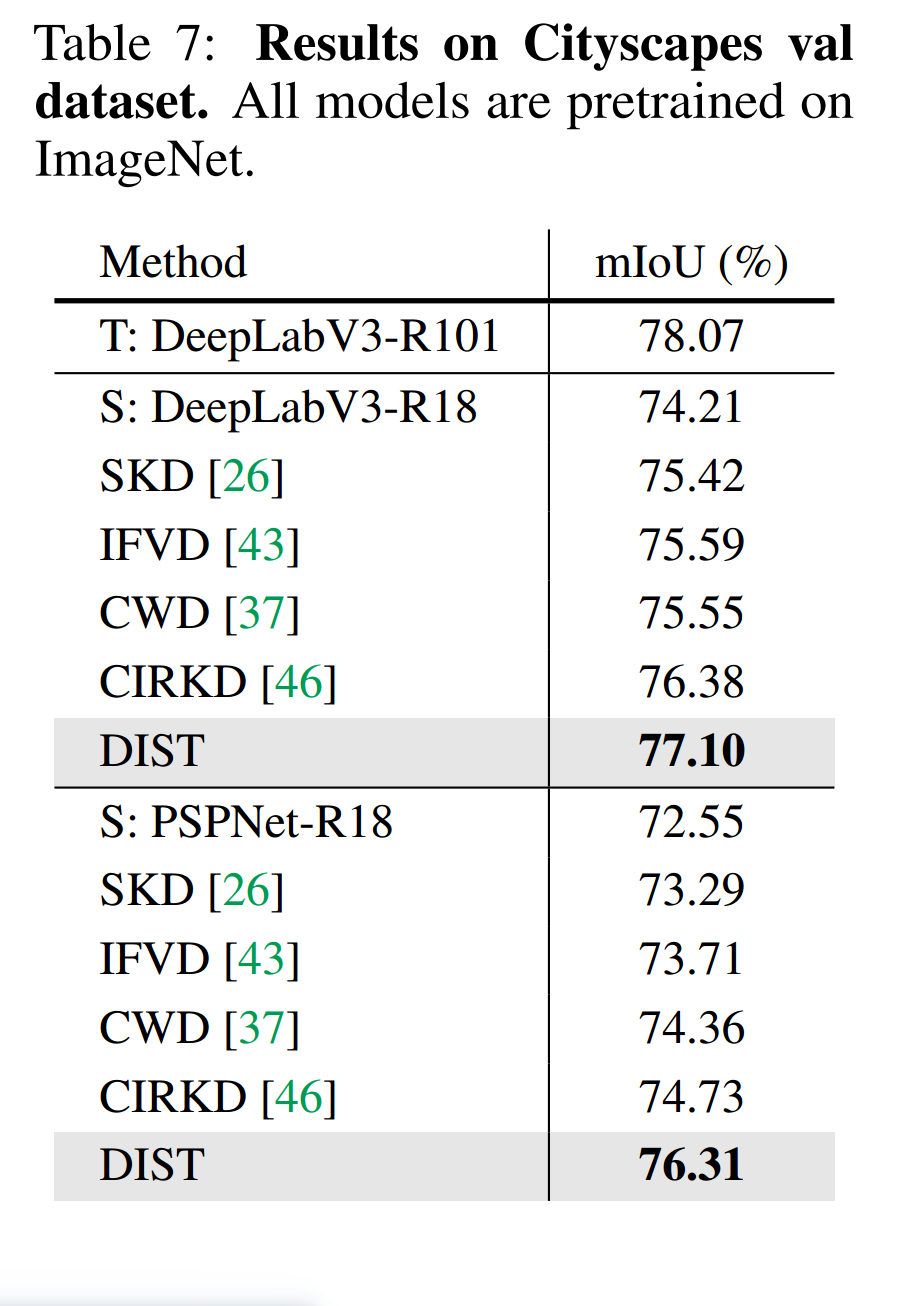 Table 7: Results on Cityscapes val
dataset. All models are pretrained on
ImageNet.
Method mIoU (%)
T: DeepLabV3-R101 78.07
S: DeepLabV3-R18 74.21
SKD [26] 75.42
IFVD [43] 75.59
CWD [37] 75.55
CIRKD [46] 76.38
DIST 77.10
S: PSPNet-R18 72.55
SKD [26] 73.29
IFVD [43] 73.71
CWD [37] 74.36
CIRKD [46] 74.73
DIST 76.31